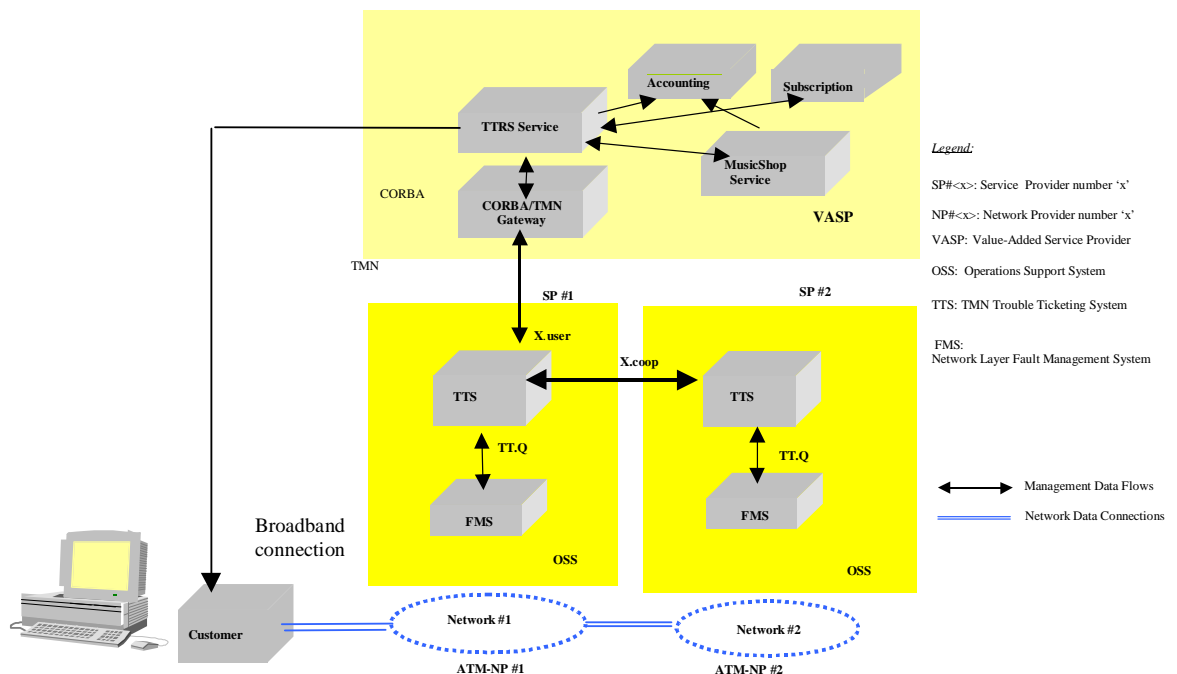 Accounting
Subscription
TTRS Service
MusicShop
Service
CORBA
CORBA/TMN
Gateway
VASP
TMN
Legend:
SP#<x>: Service Provider number ‘x’
NP#<x>: Network Provider number ‘x’
VASP: Value-Added Service Provider
OSS: Operations Support System
TTS: TMN Trouble Ticketing System
FMS:
Network Layer Fault Management System
SP #1
SP #2
X.user
X.coop
TTS
TTS
TT.Q
TT.Q
FMS
FMS
OSS
OSS
Management Data Flows
Network Data Connections
Broadband
connection
Customer
Network #1
Network #2
ATM-NP #1
ATM-NP #2